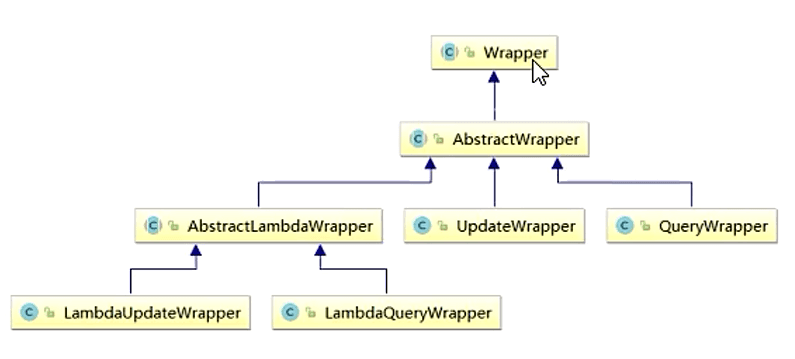 Wrapper
AbstractWrapper
AbstractLambdaWrapper
UpdateWrapper
QueryWrapper
LambdaUpdateWrapper
LambdaQueryWrapper